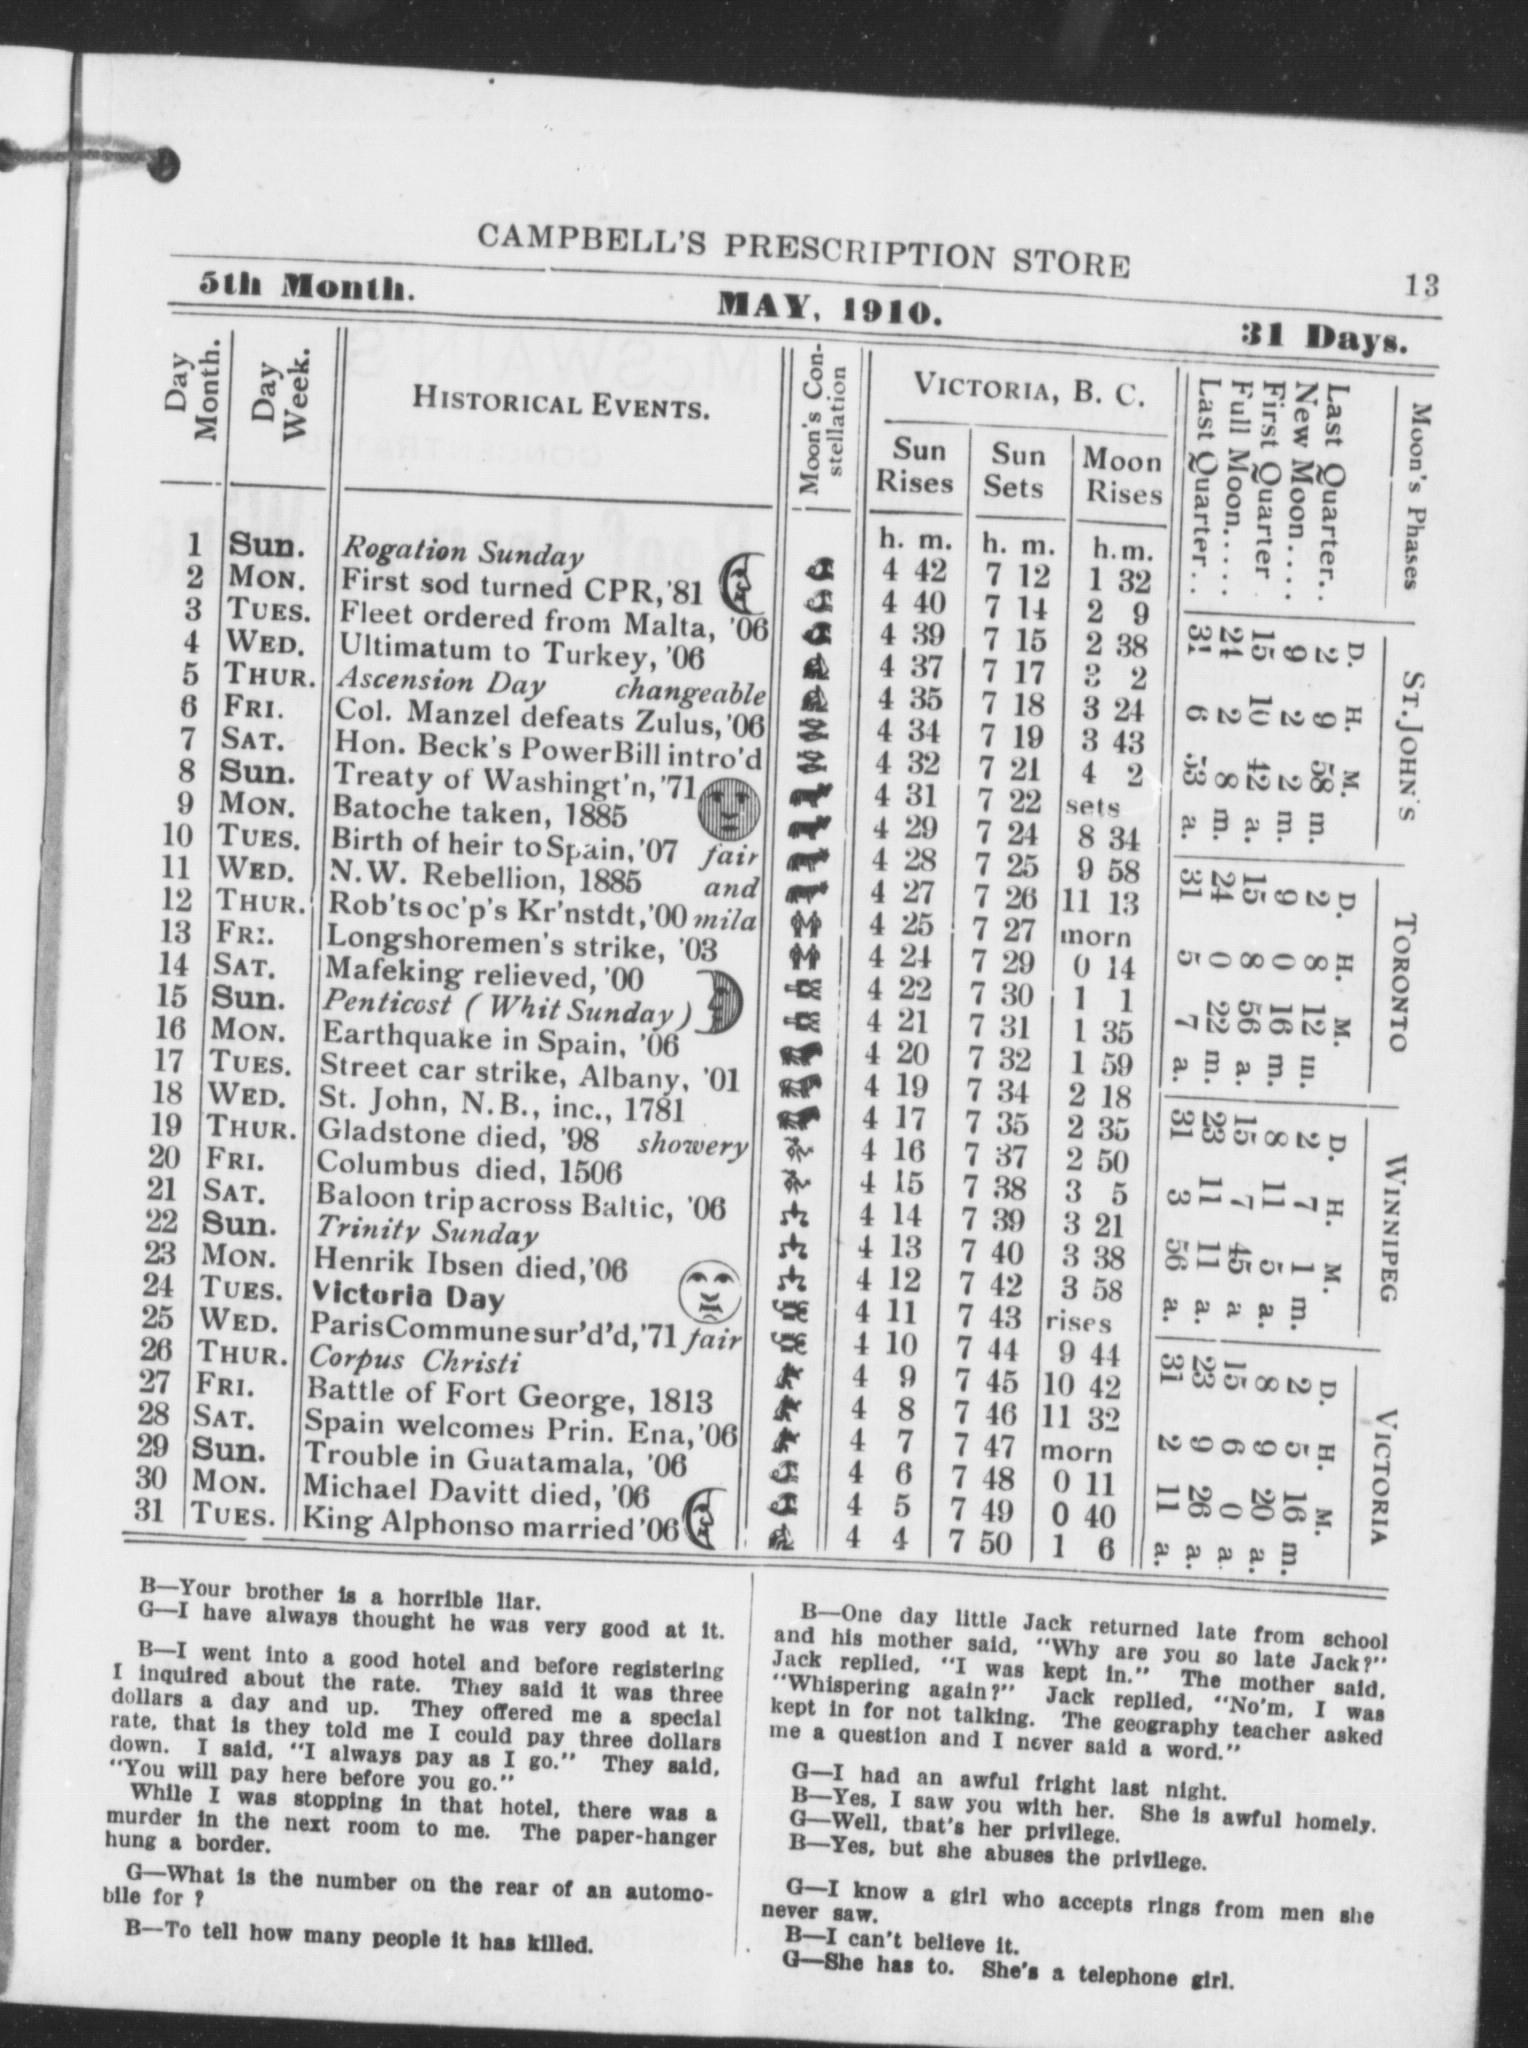 CAMPBELL'S PRESCRIPTION STORE
13
5th Month. MAY, 1910. 31 Days.
Day Month. Day Week. HISTORICAL EVENTS. Moon's Con-stellation VICTORIA, B. C.
Sun Rises Sun Sets Moon Rises
h. m. h. m. h.m.
1 Sun. Rogation Sunday 4 42 7 12 1 32
2 MON. First sod turned CPR,'81 4 40 7 14 2 9
3 TUES. Fleet ordered from Malta, '06 4 39 7 15 2 38
4 WED. Ultimatum to Turkey, '06 4 37 7 17 3 2
5 THUR. Ascension Day changeable 4 35 7 18 3 24
6 FRI. Col. Manzel defeats Zulus,'06 4 34 7 19 3 43
7 SAT. Hon. Beck's PowerBill intro'd 4 32 7 21 4 2
8 Sun. Treaty of Washingt'n,'71 4 31 7 22 sets
9 MON. Batoche taken, 1885 4 29 7 24 8 34
10 TUES. Birth of heir to Spain,'07 fair 4 28 7 25 9 58
11 WED. N.W. Rebellion, 1885 and 4 27 7 26 11 13
12 THUR. Rob'tsoc'p's Kr'nstdt,'00 mila 4 25 7 27 morn
13 FRI. Longshoremen's strike, '03 4 24 7 29 0 14
14 SAT. Mafeking relieved, '00 4 22 7 30 1 1
15 Sun. Penticost (Whit Sunday) 4 21 7 31 1 35
16 MON. Earthquake in Spain, '06 4 20 7 32 1 59
17 TUES. Street car strike, Albany, '01 4 19 7 34 2 18
18 WED. St. John, N.B., inc., 1781 4 17 7 35 2 35
19 THUR. Gladstone died, '98 showery 4 16 7 37 2 50
20 FRI. Columbus died, 1506 4 15 7 38 3 5
21 SAT. Baloon trip across Baltic, '06 4 14 7 39 3 21
22 Sun. Trinity Sunday 4 13 7 40 3 38
23 MON. Henrik Ibsen died,'06 4 12 7 42 3 58
24 TUES. Victoria Day 4 11 7 43 rises
25 WED. Paris Commune sur'd'd,'71 fair 4 10 7 44 9 44
26 THUR. Corpus Christi 4 9 7 45 10 42
27 FRI. Battle of Fort George, 1813 4 8 7 46 11 32
28 SAT. Spain welcomes Prin. Ena,'06 4 7 7 47 morn
29 Sun. Trouble in Guatamala, '06 4 6 7 48 0 11
30 MON. Michael Davitt died, '06 4 5 7 49 0 40
31 TUES. King Alphonso married '06 4 4 7 50 1 6
Moon's Phases ST. JOHN'S TORONTO WINNIPEG VICTORIA
D. H. M. D. H. M. D. H. M. D. H. M.
Last Quarter.. 2 9 58 m. 2 8 12 m. 2 7 1 m. 2 5 16 m.
New Moon.... 9 2 2 m. 9 0 16 m. 8 11 5 a. 8 9 20 a.
First Quarter 15 10 42 a. 15 8 56 a. 15 7 45 a 15 6 0 a
Full Moon..... 24 2 8 m. 24 0 22 m. 23 11 11 a. 23 9 26 a.
Last Quarter.. 31 6 53 a. 31 5 7 a. 31 3 56 a. 31 2 11 a.
B—Your brother is a horrible liar.
G—I have always thought he was very good at it.
B—I went into a good hotel and before registering
I inquired about the rate. They said it was three
dollars a day and up. They offered me a special
rate, that is they told me I could pay three dollars
down. I said, "I always pay as I go." They said,
"You will pay here before you go."
While I was stopping in that hotel, there was a
murder in the next room to me. The paper-hanger
hung a border.
G—What is the number on the rear of an automo-
bile for ?
B—To tell how many people it has killed.
B—One day little Jack returned late from school
and his mother said, "Why are you so late Jack?"
Jack replied, "I was kept in." The mother said,
"Whispering again?" Jack replied, "No'm, I was
kept in for not talking. The geography teacher asked
me a question and I never said a word."
G—I had an awful fright last night.
B—Yes, I saw you with her. She is awful homely.
G—Well, that's her privilege.
B—Yes, but she abuses the privilege.
G—I know a girl who accepts rings from men she
never saw.
B—I can't believe it.
G—She has to. She's a telephone girl.